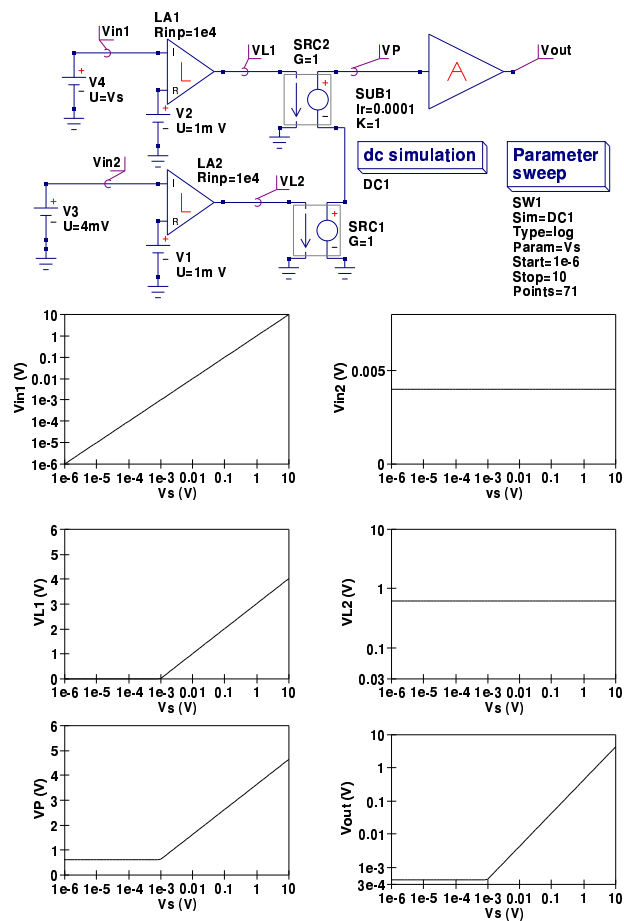 LA1
Rinp=1e4
Vin1
VL1
SRC2
G=1
VP
Vout
I
L
R
A
V4
U=Vs
V2
U=1m V
SUB1
Ir=0.0001
K=1
LA2
Rinp=1e4
Vin2
VL2
I
L
R
V3
U=4mV
V1
U=1m V
SRC1
G=1
dc simulation
DC1
Parameter
sweep
SW1
Sim=DC1
Type=log
Param=Vs
Start=1e-6
Stop=10
Points=71
Vin1 (V)
10
1
0.1
0.01
1e-3
1e-4
1e-5
1e-6
1e-6 1e-5 1e-4 1e-3 0.01 0.1 1 10
Vs (V)
Vin2 (V)
0.005
0
1e-6 1e-5 1e-4 1e-3 0.01 0.1 1 10
vs (V)
VL1 (V)
6
5
4
3
2
1
0
1e-6 1e-5 1e-4 1e-3 0.01 0.1 1 10
Vs (V)
VL2 (V)
10
1
0.1
0.03
1e-6 1e-5 1e-4 1e-3 0.01 0.1 1 10
Vs (V)
VP (V)
6
5
4
3
2
1
0
1e-6 1e-5 1e-4 1e-3 0.01 0.1 1 10
Vs (V)
Vout (V)
10
1
0.1
0.01
1e-3
3e-4
1e-6 1e-5 1e-4 1e-3 0.01 0.1 1 10
Vs (V)